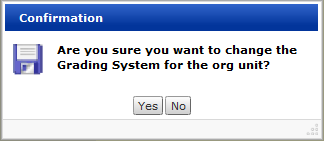 Confirmation
Are you sure you want to change the
Grading System for the org unit?
Yes No